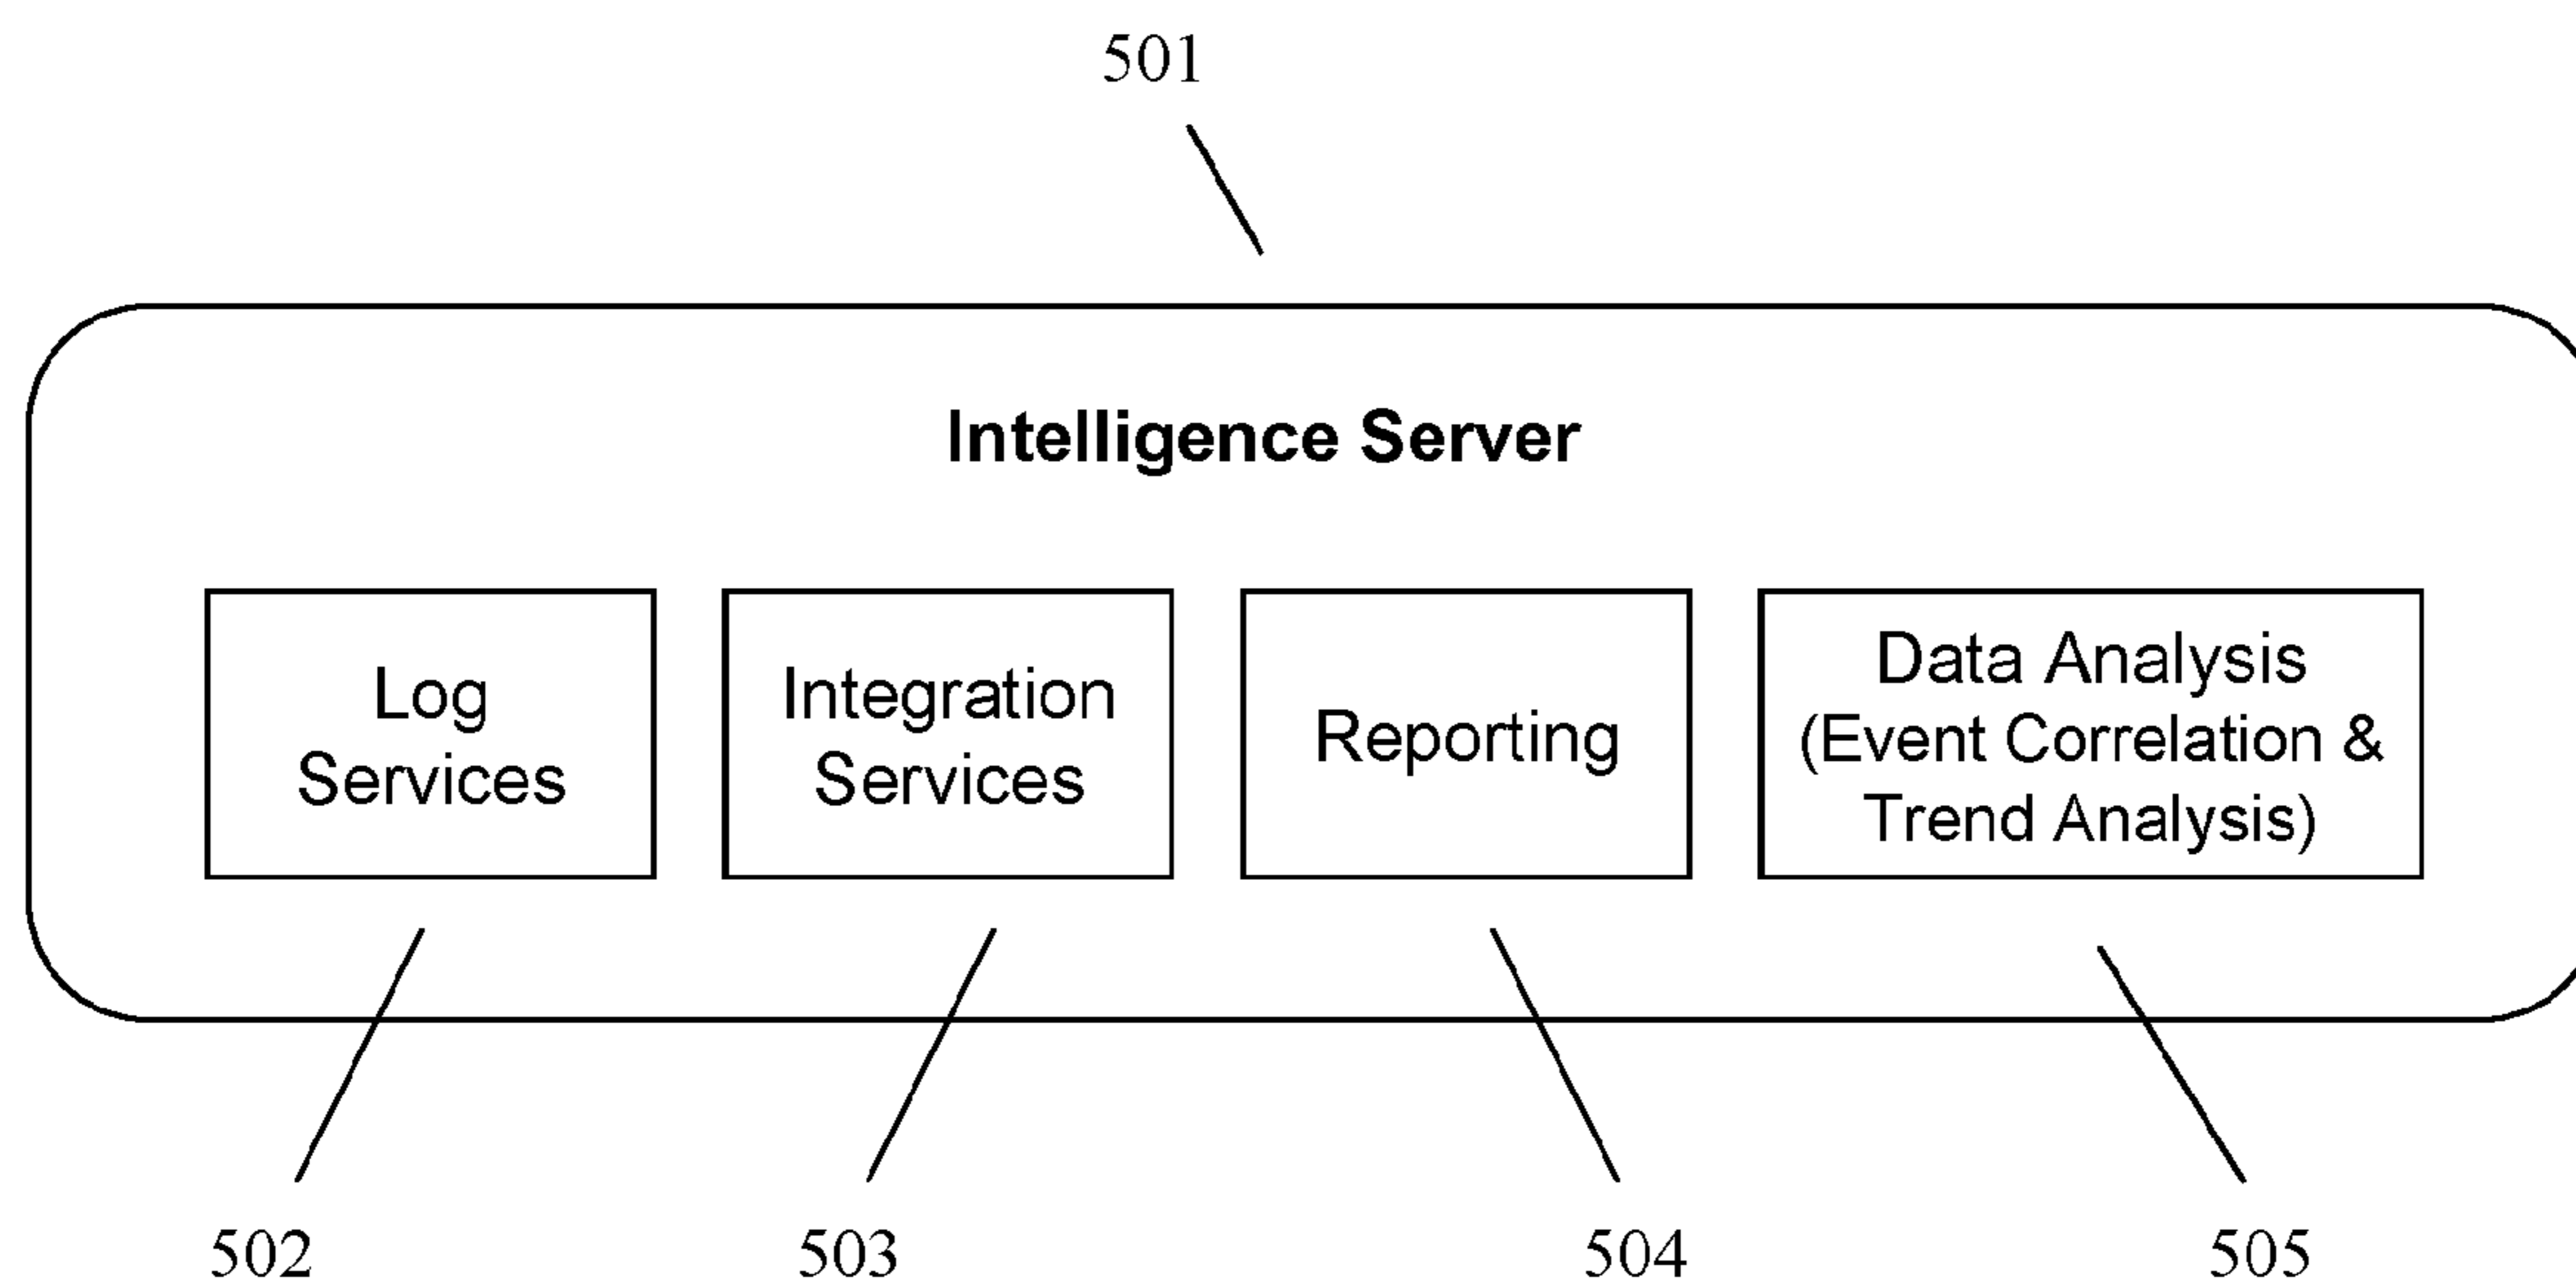 501
Intelligence Server
Log
Services
Integration
Services
Reporting
Data Analysis
(Event Correlation &
Trend Analysis)
502
503
504
505